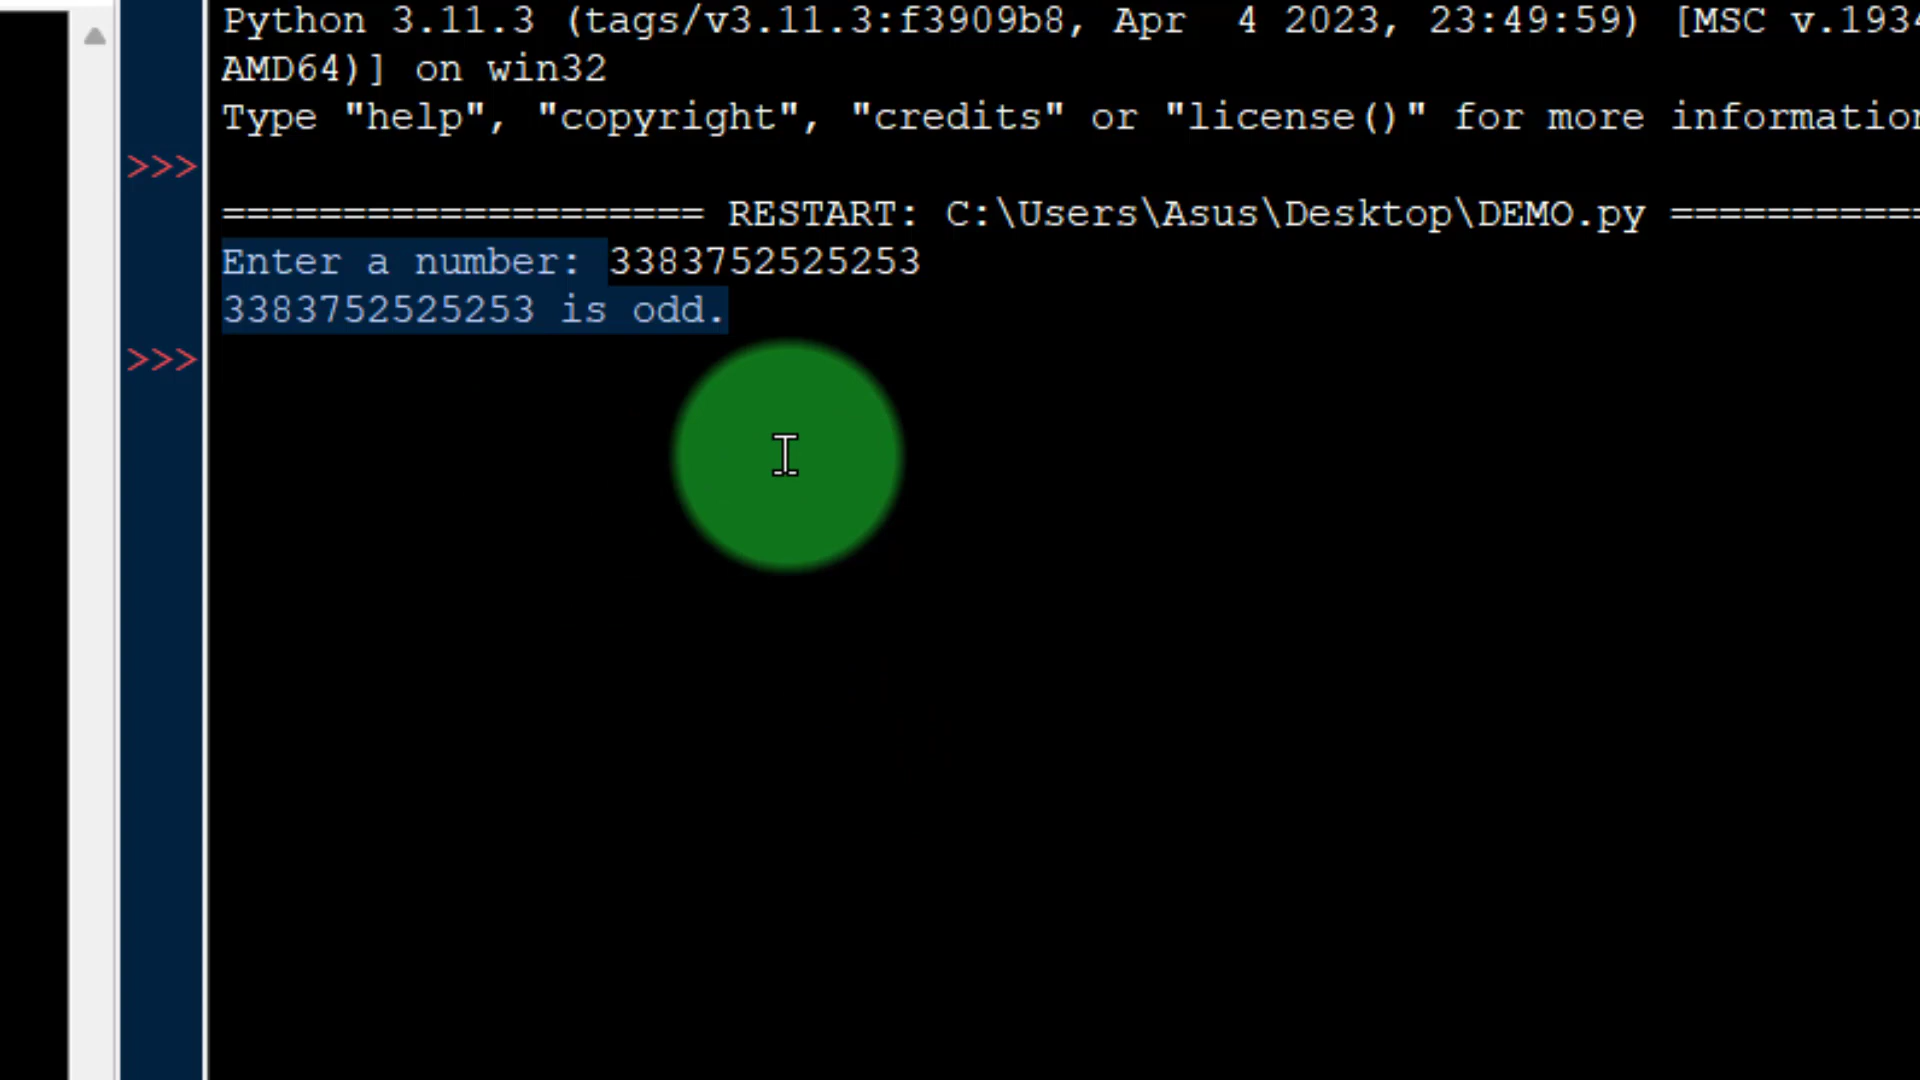 Python 3.11.3 (tags/v3.11.3:f3909b8, Apr  4 2023, 23:49:59) [MSC v.1934
AMD64)] on win32
Type "help", "copyright", "credits" or "license()" for more information
>>>
==================== RESTART: C:\Users\Asus\Desktop\DEMO.py ===========
Enter a number: 3383752525253
3383752525253 is odd.
>>>